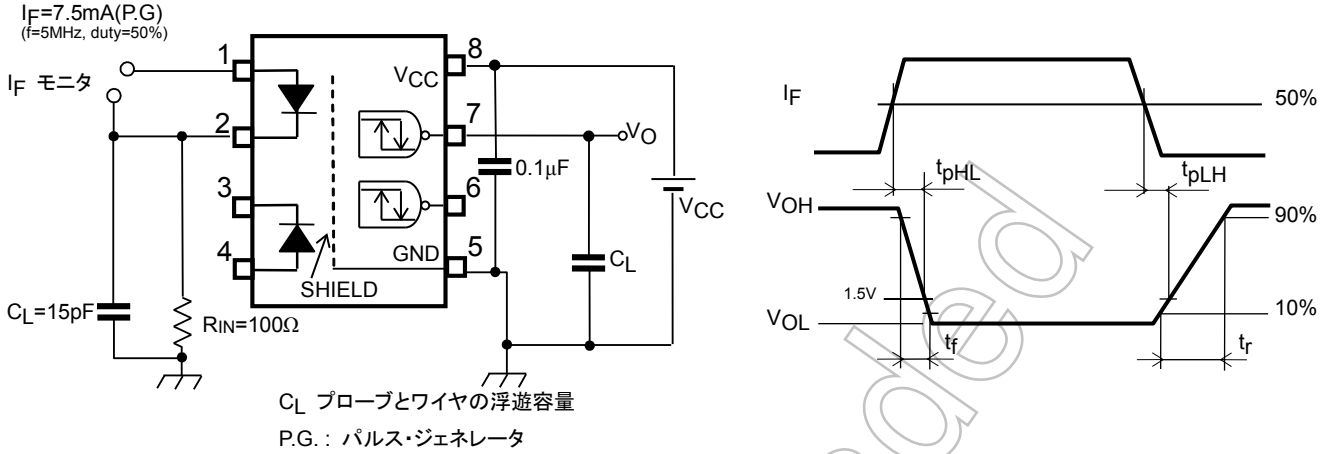 IF=7.5mA(P.G)
(f=5MHz, duty=50%)
IF モニタ
1
2
3
4
8
7
6
5
VCC
GND
SHIELD
VO
0.1μF
VCC
CL
CL=15pF
RIN=100Ω
CL プローブとワイヤの浮遊容量
P.G. : パルス・ジェネレータ
IF
50%
tpHL
tpLH
VOH
90%
1.5V
VOL
10%
tf
tr